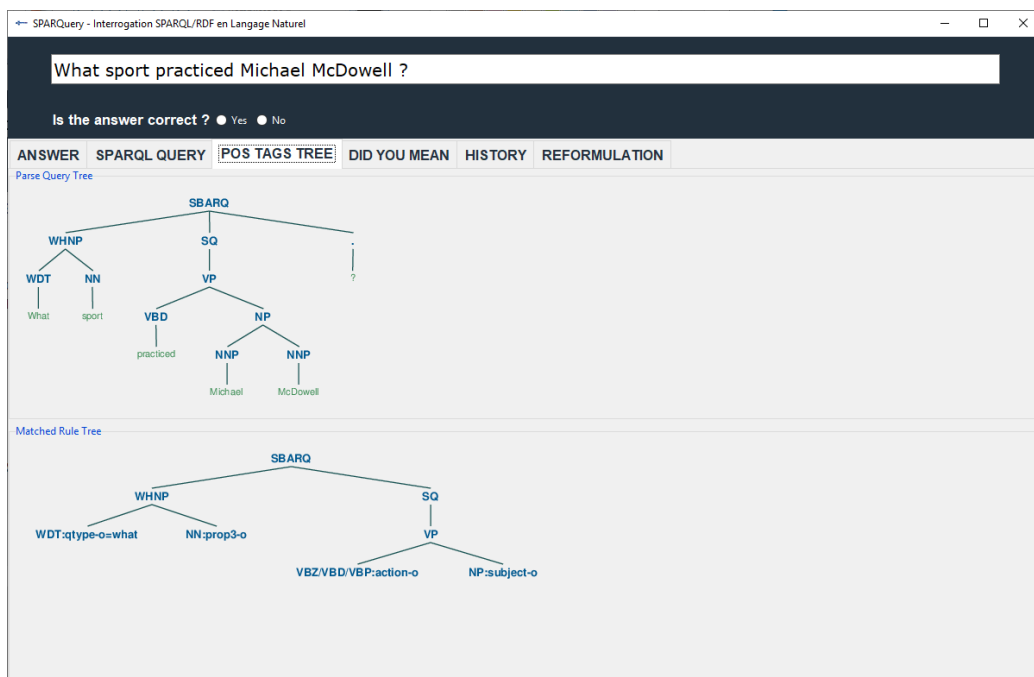 SPARQuery - Interrogation SPARQL/RDF en Langage Naturel
What sport practiced Michael McDowell ?
Is the answer correct ? Yes No
ANSWER SPARQL QUERY POS TAGS TREE DID YOU MEAN HISTORY REFORMULATION
Parse Query Tree
SBARQ
WHNP SQ .
WDT NN VP ?
What sport VBD NP
practiced NNP NNP
Michael McDowell
Matched Rule Tree
SBARQ
WHNP SQ
WDT:qtype-o=what NN:prop3-o VP
VBZ/VBD/VBP:action-o NP:subject-o